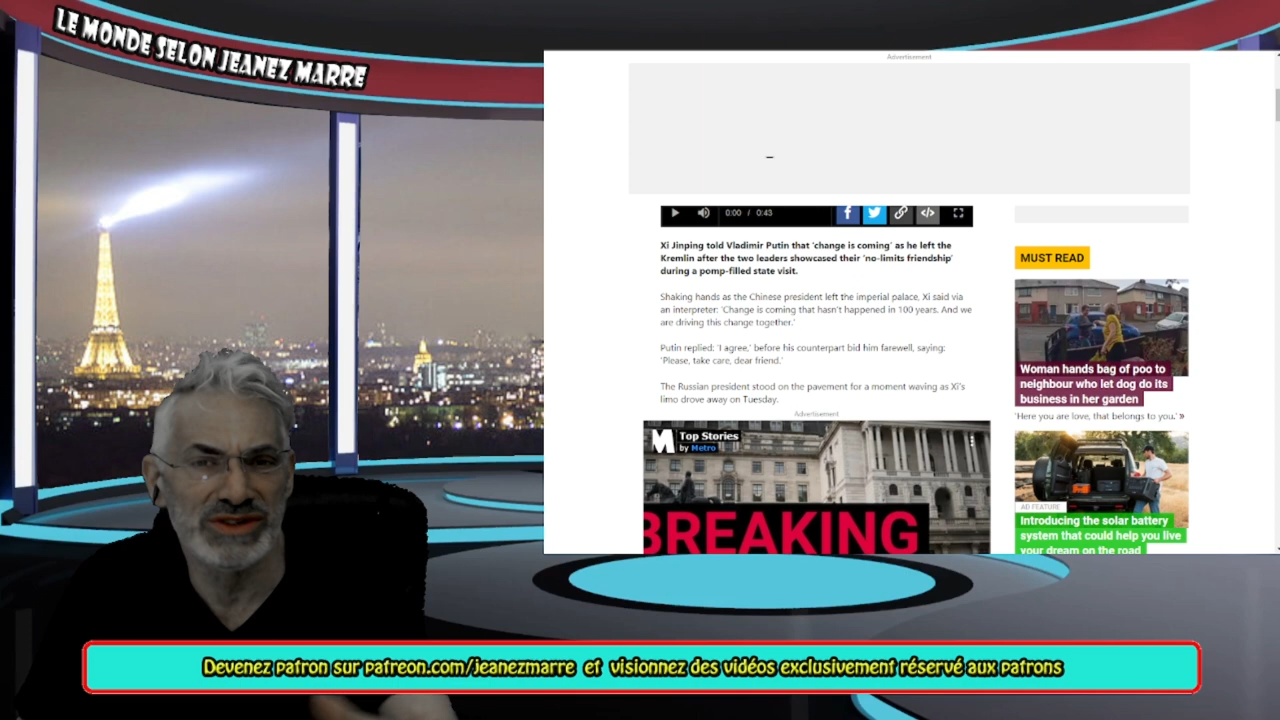 LE MONDE SELON JEANEZ MARRE
Advertisement
0:00 / 0:43
Xi Jinping told Vladimir Putin that ‘change is coming’ as he left the
Kremlin after the two leaders showcased their ‘no-limits friendship’
during a pomp-filled state visit.
Shaking hands as the Chinese president left the imperial palace, Xi said via
an interpreter: ‘Change is coming that hasn’t happened in 100 years. And we
are driving this change together.’
Putin replied: ‘I agree,’ before his counterpart bid him farewell, saying:
‘Please, take care, dear friend.’
The Russian president stood on the pavement for a moment waving as Xi’s
limo drove away on Tuesday.
Advertisement
M Top Stories
by Metro
BREAKING
MUST READ
Woman hands bag of poo to
neighbour who let dog do its
business in her garden
'Here you are love, that belongs to you.' »
AD FEATURE
Introducing the solar battery
system that could help you live
your dream on the road
Devenez patron sur patreon.com/jeanezmarre et visionnez des vidéos exclusivement réservé aux patrons